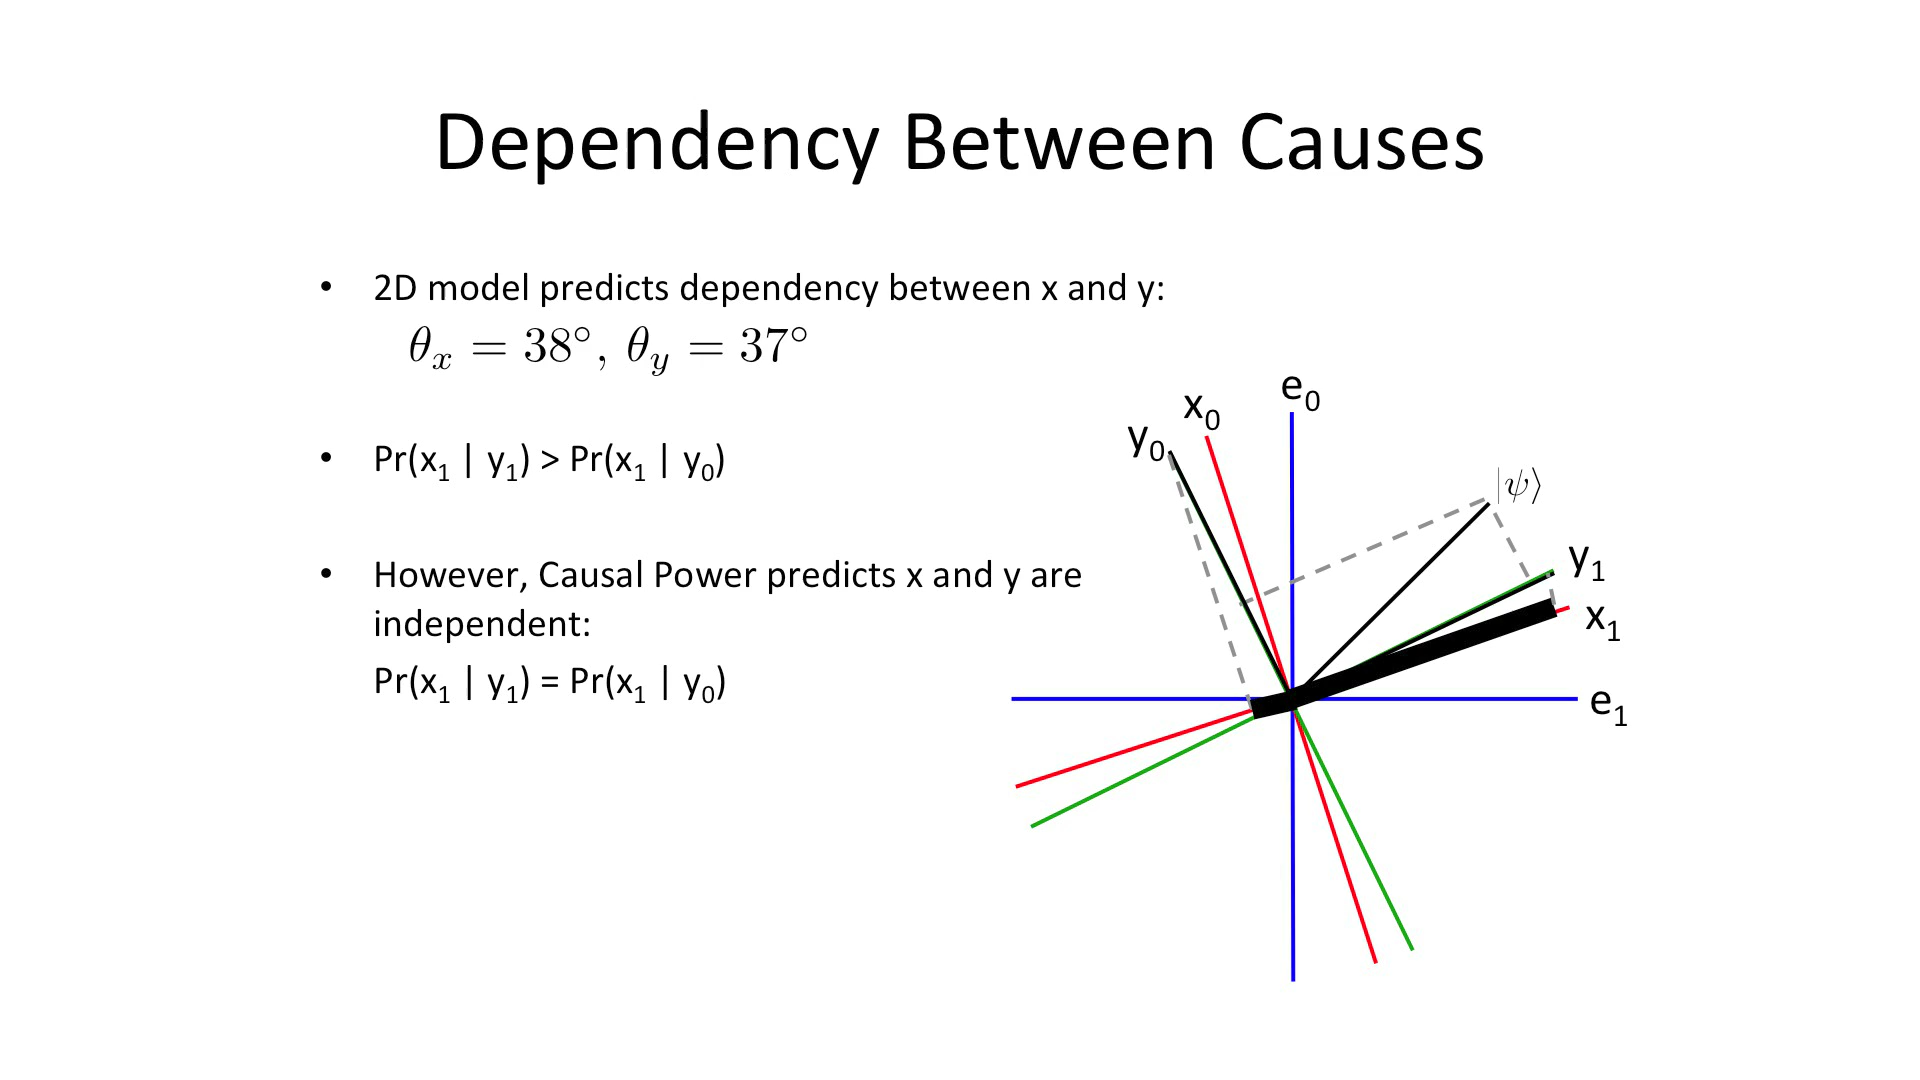 Dependency Between Causes
• 2D model predicts dependency between x and y:
θₓ = 38°, θ_y = 37°
• Pr(x₁ | y₁) > Pr(x₁ | y₀)
• However, Causal Power predicts x and y are
independent:
Pr(x₁ | y₁) = Pr(x₁ | y₀)
e₀
x₀
y₀
|ψ⟩
y₁
x₁
e₁